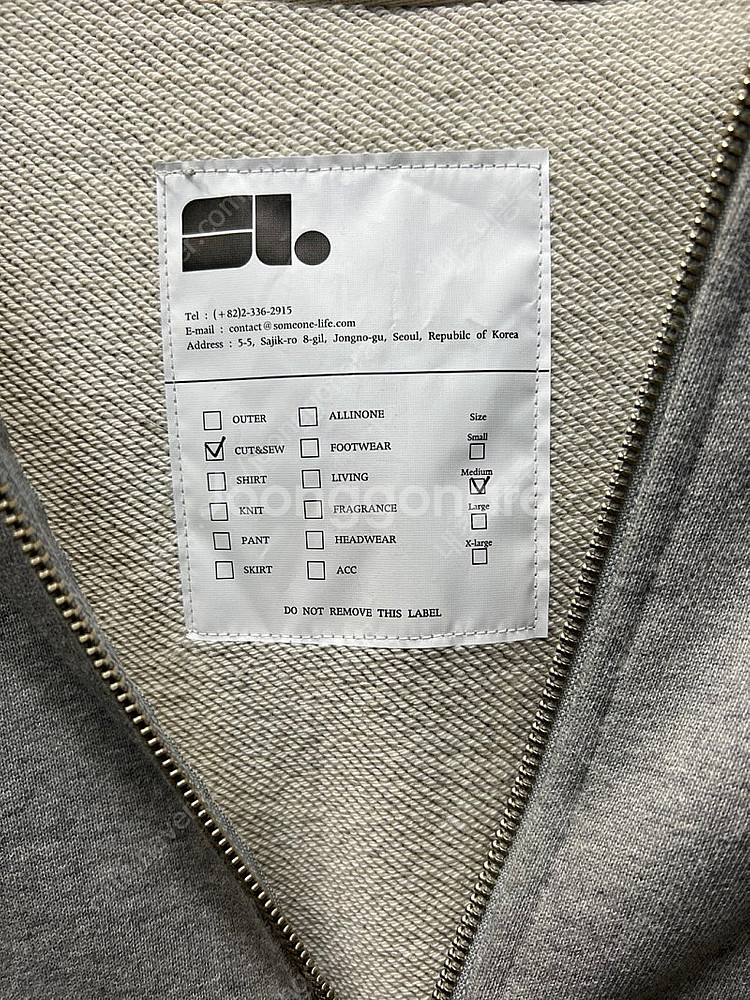 SL.
Tel : (+82)2-336-2915
E-mail : contact@someone-life.com
Address : 5-5, Sajik-ro 8-gil, Jongno-gu, Seoul, Repubilc of Korea
OUTER
CUT&SEW
SHIRT
KNIT
PANT
SKIRT
ALLINONE
FOOTWEAR
LIVING
FRAGRANCE
HEADWEAR
ACC
Size
Small
Medium
Large
X-large
DO NOT REMOVE THIS LABEL